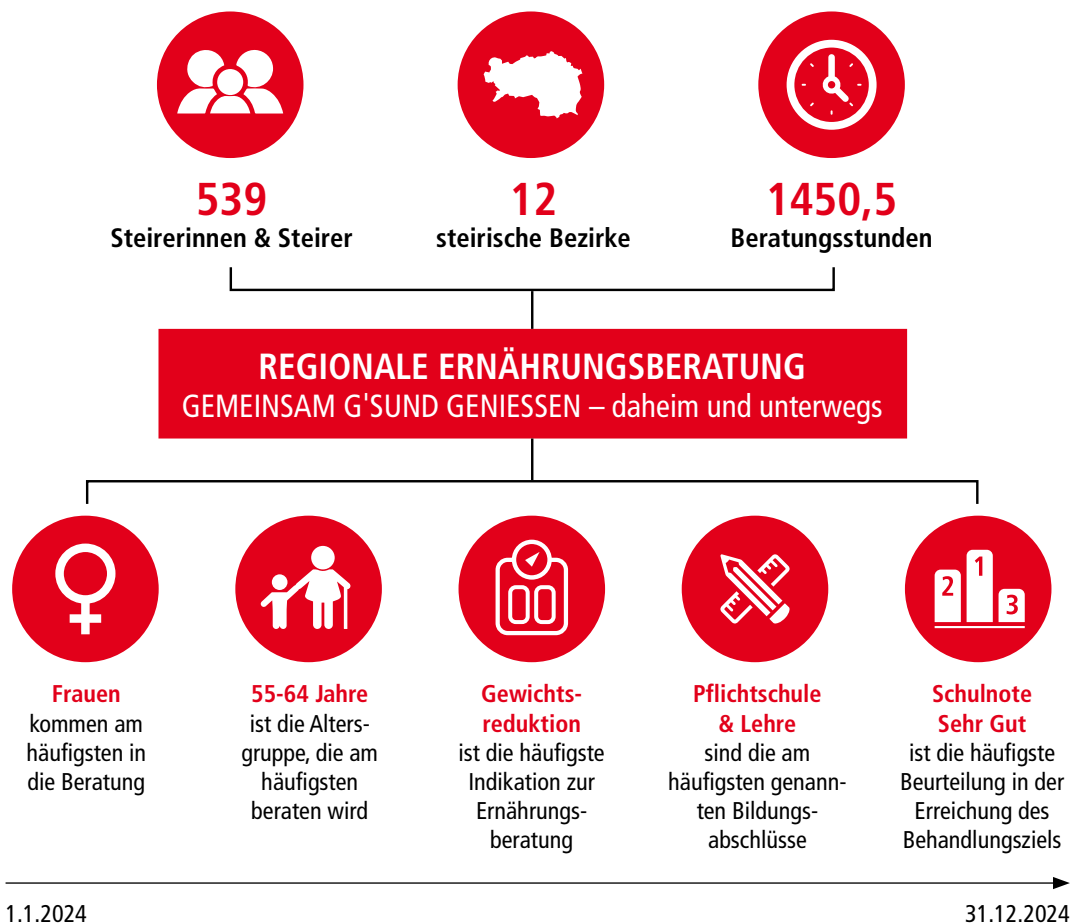 539
Steirerinnen & Steirer
12
steirische Bezirke
1450,5
Beratungsstunden
REGIONALE ERNÄHRUNGSBERATUNG
GEMEINSAM G'SUND GENIESSEN – daheim und unterwegs
Frauen
kommen am
häufigsten in
die Beratung
55-64 Jahre
ist die Alters-
gruppe, die am
häufigsten
beraten wird
Gewichts-
reduktion
ist die häufigste
Indikation zur
Ernährungs-
beratung
Pflichtschule
& Lehre
sind die am
häufigsten genann-
ten Bildungs-
abschlüsse
2
1
3
Schulnote
Sehr Gut
ist die häufigste
Beurteilung in der
Erreichung des
Behandlungsziels
1.1.2024
31.12.2024